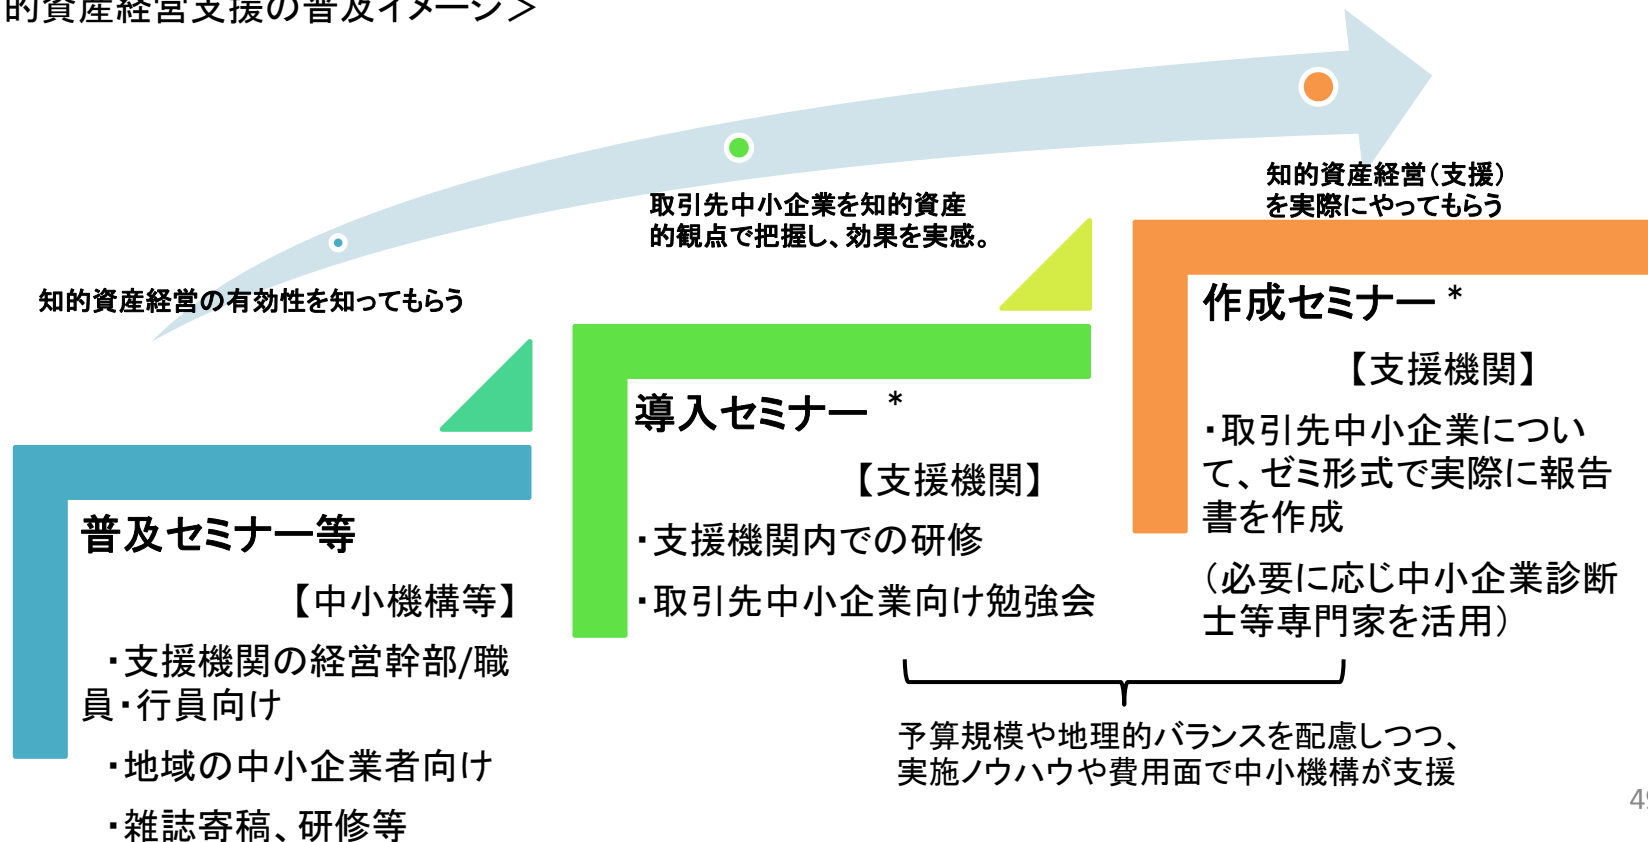 的資産経営支援の普及イメージ＞
知的資産経営の有効性を知ってもらう
普及セミナー等
【中小機構等】
・支援機関の経営幹部/職
員・行員向け
・地域の中小企業者向け
・雑誌寄稿、研修等
取引先中小企業を知的資産
的観点で把握し、効果を実感。
導入セミナー *
【支援機関】
・支援機関内での研修
・取引先中小企業向け勉強会
知的資産経営（支援）
を実際にやってもらう
作成セミナー *
【支援機関】
・取引先中小企業につい
て、ゼミ形式で実際に報告
書を作成
（必要に応じ中小企業診断
士等専門家を活用）
予算規模や地理的バランスを配慮しつつ、
実施ノウハウや費用面で中小機構が支援
49